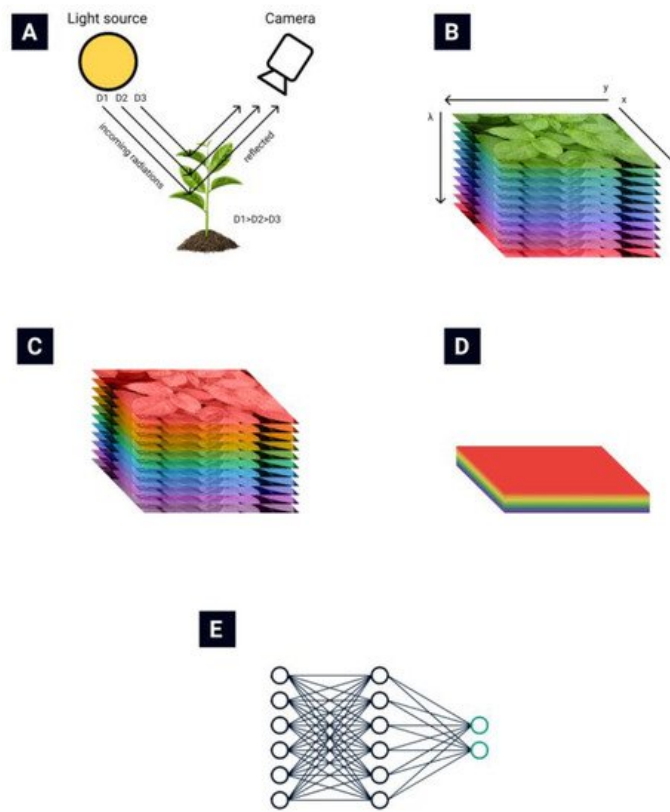 A
Light source
Camera
D1 D2 D3
incoming radiations
reflected
D1>D2>D3
B
y
x
λ
C
D
E